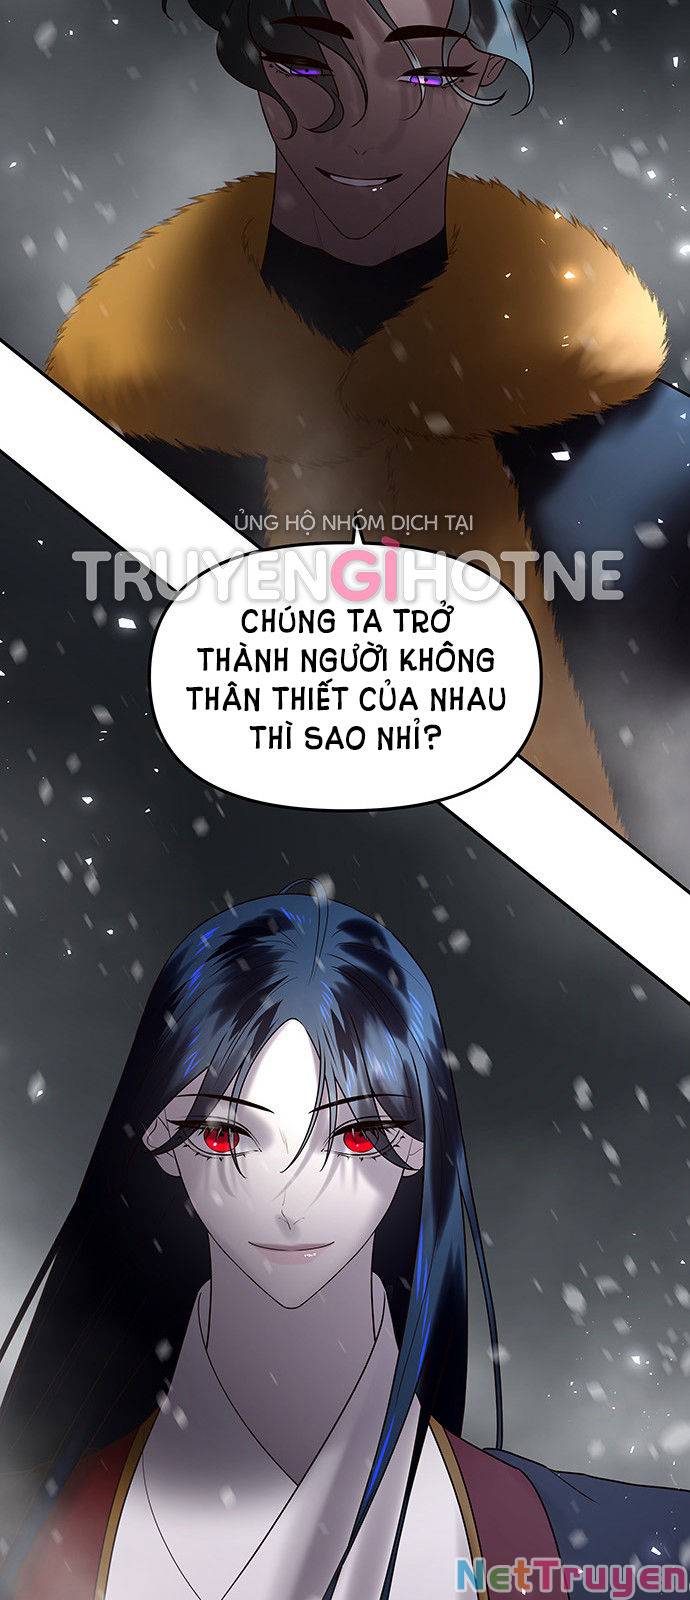 ỦNG HỘ NHÓM DỊCH TẠI
TRUYENGÌHOTNE
CHÚNG TA TRỞ
THÀNH NGƯỜI KHÔNG
THÂN THIẾT CỦA NHAU
THÌ SAO NHỈ?
NetTruyen